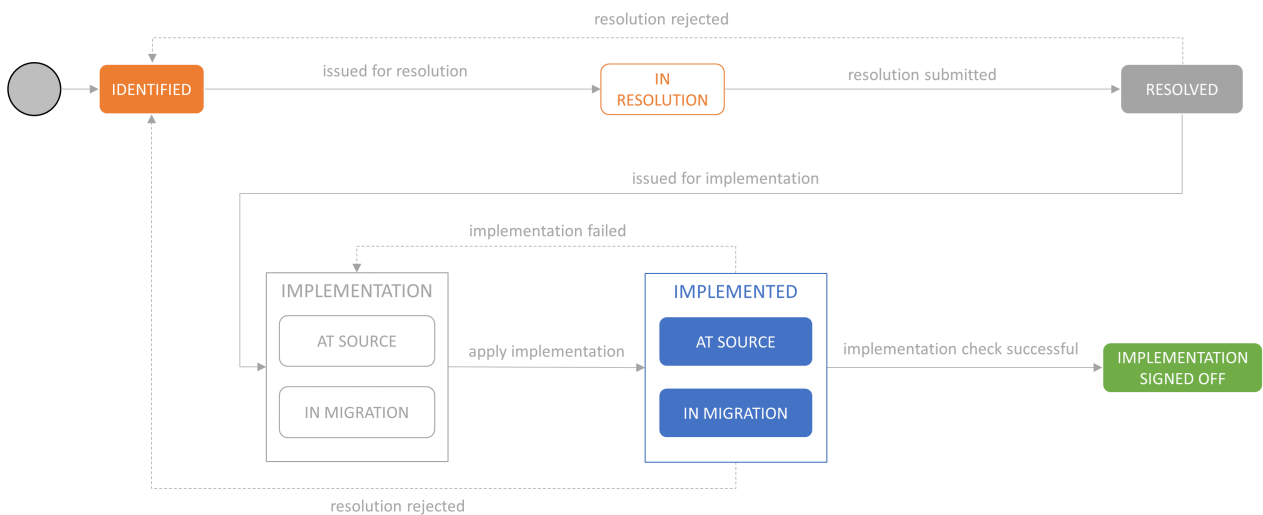 resolution rejected
IDENTIFIED
issued for resolution
IN
RESOLUTION
resolution submitted
RESOLVED
issued for implementation
implementation failed
IMPLEMENTATION
AT SOURCE
IN MIGRATION
apply implementation
IMPLEMENTED
AT SOURCE
IN MIGRATION
implementation check successful
IMPLEMENTATION
SIGNED OFF
resolution rejected